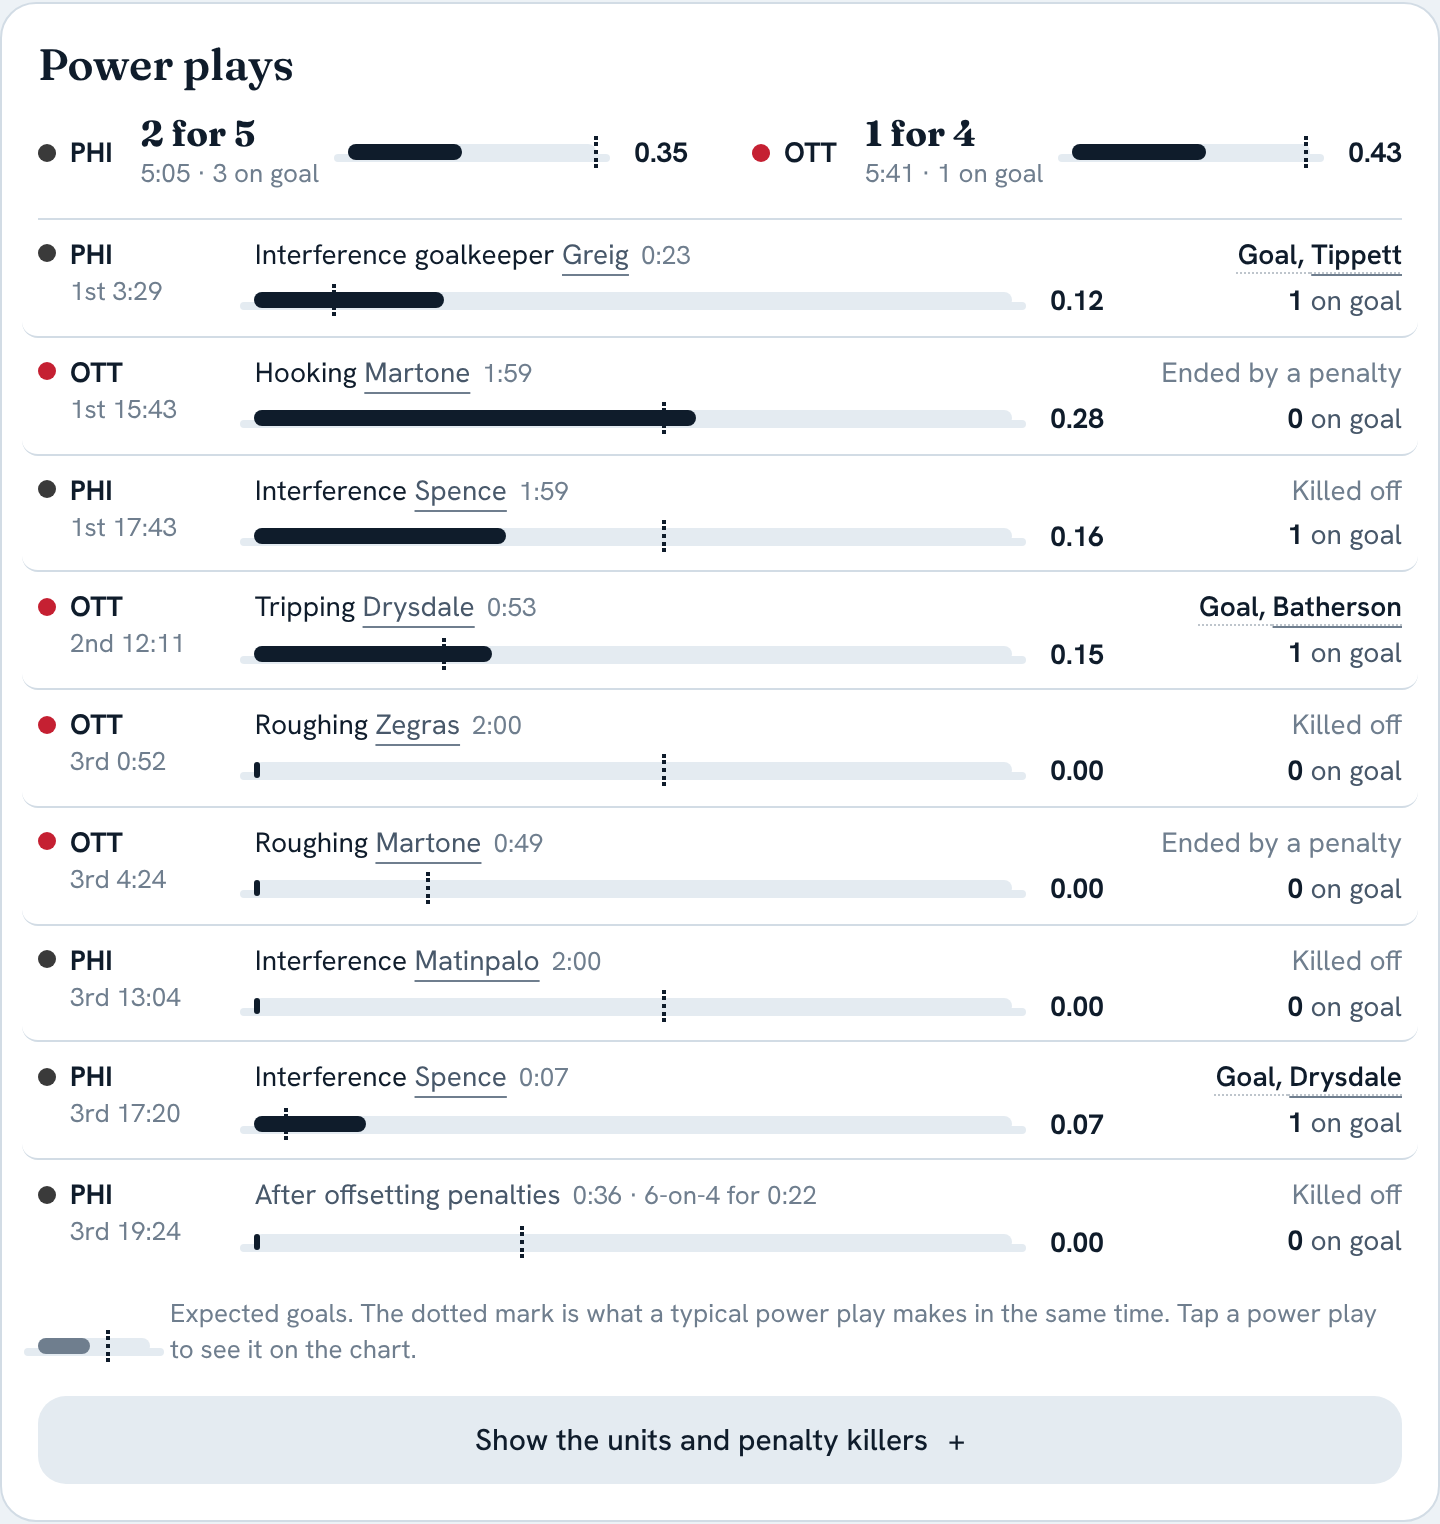 Power plays
PHI 2 for 5 0.35 OTT 1 for 4 0.43
5:05 · 3 on goal 5:41 · 1 on goal
PHI Interference goalkeeper Greig 0:23 Goal, Tippett
1st 3:29 0.12 1 on goal
OTT Hooking Martone 1:59 Ended by a penalty
1st 15:43 0.28 0 on goal
PHI Interference Spence 1:59 Killed off
1st 17:43 0.16 1 on goal
OTT Tripping Drysdale 0:53 Goal, Batherson
2nd 12:11 0.15 1 on goal
OTT Roughing Zegras 2:00 Killed off
3rd 0:52 0.00 0 on goal
OTT Roughing Martone 0:49 Ended by a penalty
3rd 4:24 0.00 0 on goal
PHI Interference Matinpalo 2:00 Killed off
3rd 13:04 0.00 0 on goal
PHI Interference Spence 0:07 Goal, Drysdale
3rd 17:20 0.07 1 on goal
PHI After offsetting penalties 0:36 · 6-on-4 for 0:22 Killed off
3rd 19:24 0.00 0 on goal
Expected goals. The dotted mark is what a typical power play makes in the same time. Tap a power play
to see it on the chart.
Show the units and penalty killers +